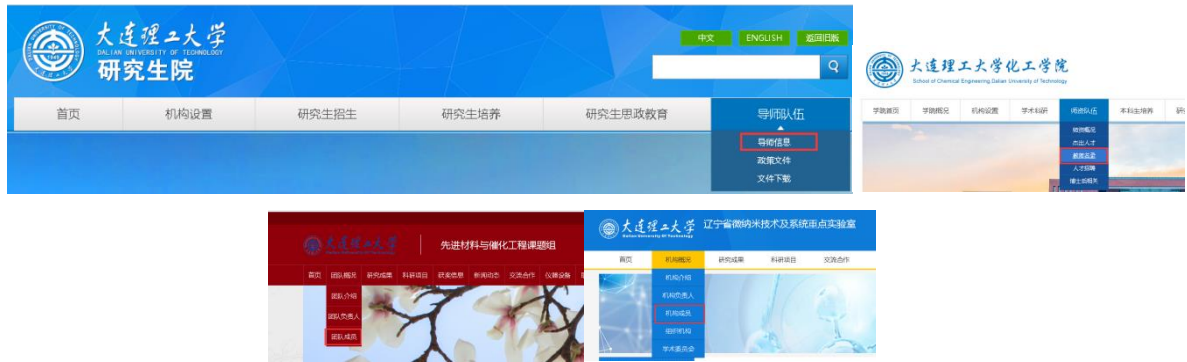 大连理工大学
DALIAN UNIVERSITY OF TECHNOLOGY
研究生院
中文 ENGLISH 返回旧版
首页 机构设置 研究生招生 研究生培养 研究生思政教育 导师队伍
导师信息
政策文件
文件下载
大连理工大学化工学院
School of Chemical Engineering,Dalian University of Technology
学院首页 学院概况 机构设置 学术科研 师资队伍 本科生培养
师资概况
杰出人才
人才招聘
博士后相关
大连理工大学 先进材料与催化工程课题组
首页 团队概况 研究成果 科研项目 获奖信息 新闻动态 交流合作 仪器设备
团队介绍
团队负责人
团队成员
大连理工大学 辽宁省微纳米技术及系统重点实验室
Dalian University of Technology
首页 机构概况 研究成果 科研项目 交流合作
机构介绍
机构负责人
机构成员
组织机构
学术委员会